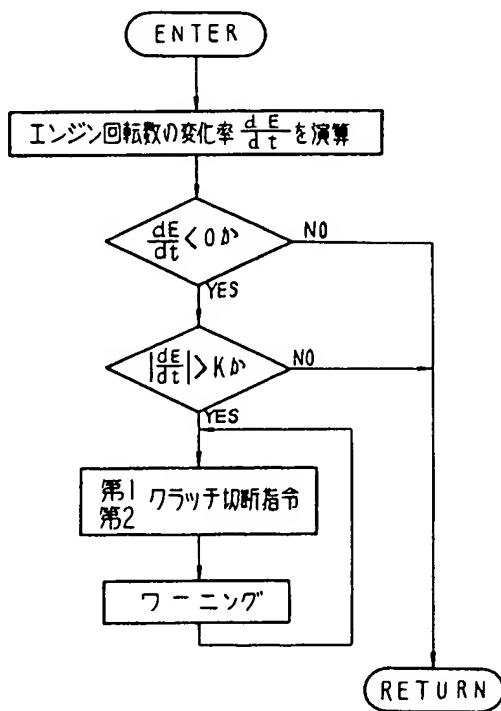 ENTER
エンジン回転数の変化率 dE/dt を演算
dE/dt < 0か
NO
YES
|dE/dt| > Kか
NO
YES
第1
第2 クラッチ切断指令
ワーニング
RETURN